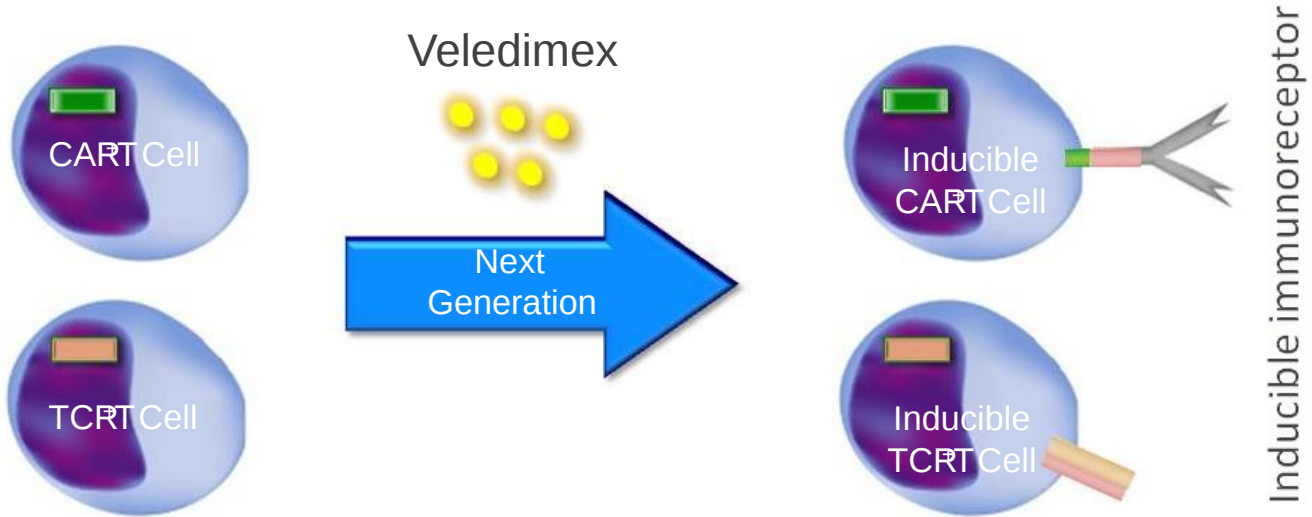 Veledimex
CAR⁺T Cell
Inducible
CAR⁺T Cell
Next
Generation
TCR⁺T Cell
Inducible
TCR⁺T Cell
Inducible immunoreceptor